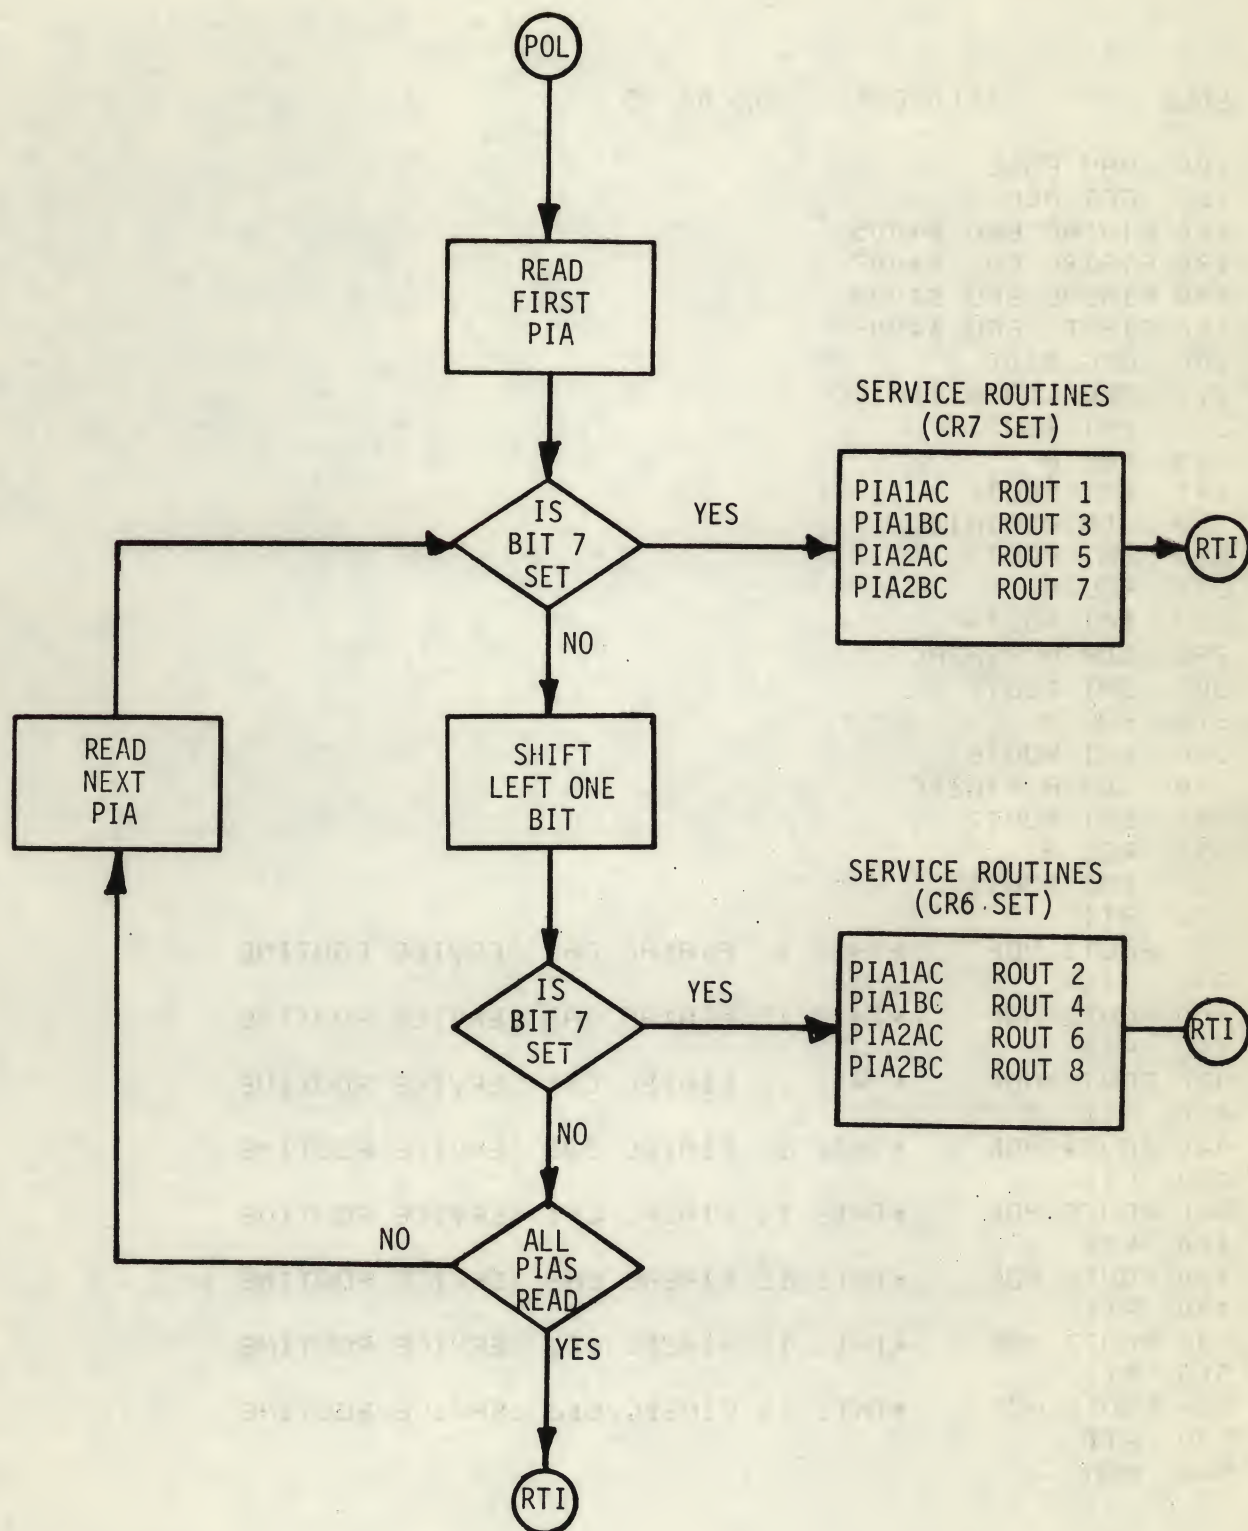 POL
READ
FIRST
PIA
IS
BIT 7
SET
YES
SERVICE ROUTINES
(CR7 SET)
PIA1AC ROUT 1
PIA1BC ROUT 3
PIA2AC ROUT 5
PIA2BC ROUT 7
RTI
NO
READ
NEXT
PIA
SHIFT
LEFT ONE
BIT
IS
BIT 7
SET
YES
SERVICE ROUTINES
(CR6 SET)
PIA1AC ROUT 2
PIA1BC ROUT 4
PIA2AC ROUT 6
PIA2BC ROUT 8
RTI
NO
ALL
PIAS
READ
NO
YES
RTI